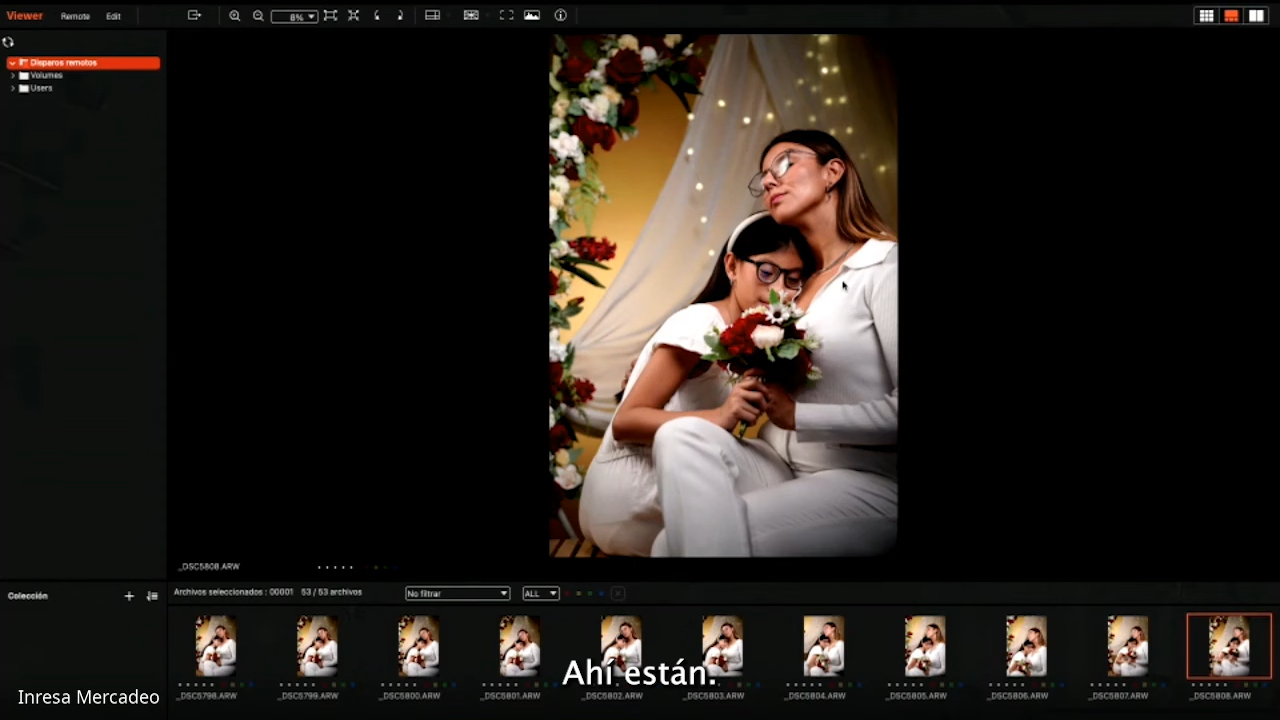 Viewer
Remote
Edit
8%
Disparos remotos
Volumes
Users
_DSC5808.ARW
Colección
Archivos seleccionados : 00001 53 / 53 archivos
No filtrar
ALL
_DSC5798.ARW
_DSC5799.ARW
_DSC5800.ARW
_DSC5801.ARW
_DSC5802.ARW
_DSC5803.ARW
_DSC5804.ARW
_DSC5805.ARW
_DSC5806.ARW
_DSC5807.ARW
_DSC5808.ARW
Ahí están.
Inresa Mercadeo